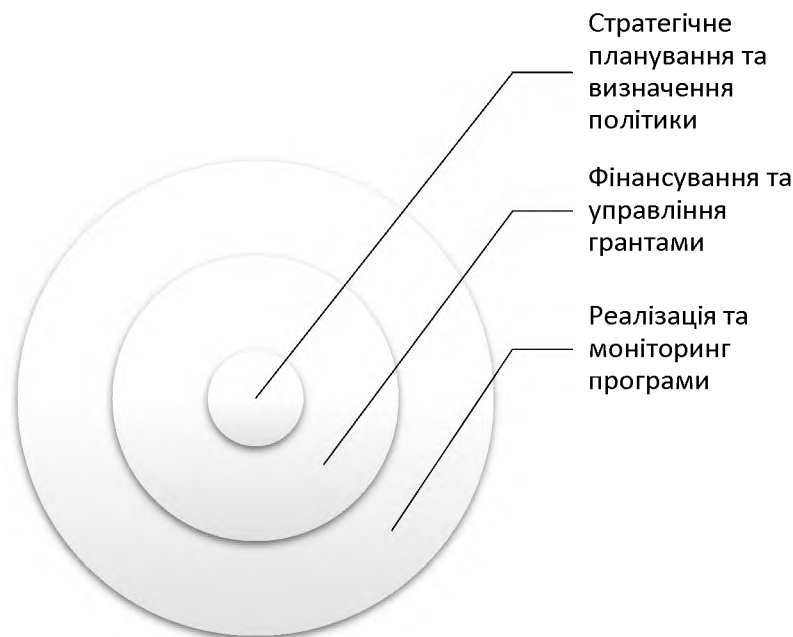 Стратегічне
планування та
визначення
політики
Фінансування та
управління
грантами
Реалізація та
моніторинг
програми